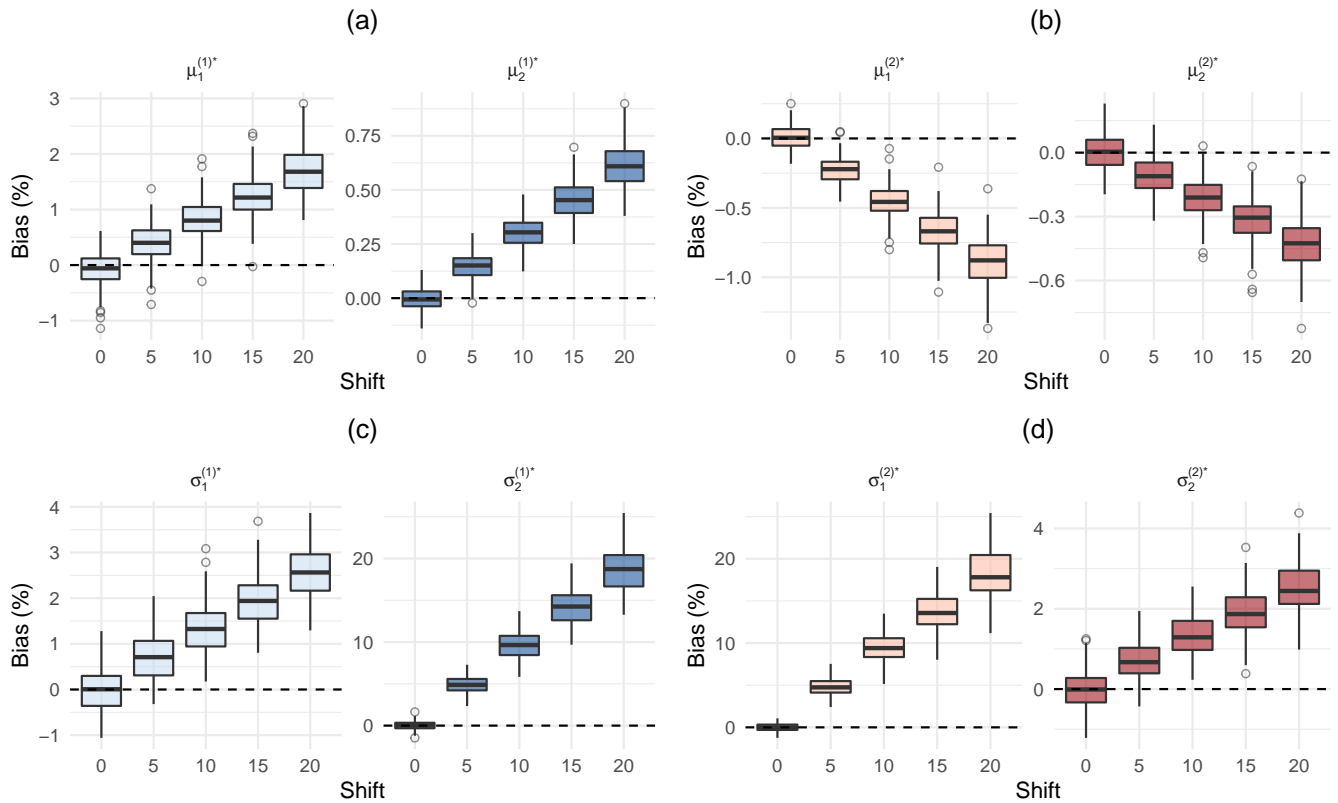 (a)
μ₁⁽¹⁾* μ₂⁽¹⁾*
Bias (%)
3
2
1
0
−1
0.75
0.50
0.25
0.00
0 5 10 15 20 0 5 10 15 20
Shift
(b)
μ₁⁽²⁾* μ₂⁽²⁾*
Bias (%)
0.0
−0.5
−1.0
0.0
−0.3
−0.6
0 5 10 15 20 0 5 10 15 20
Shift
(c)
σ₁⁽¹⁾* σ₂⁽¹⁾*
Bias (%)
4
3
2
1
0
−1
20
10
0
0 5 10 15 20 0 5 10 15 20
Shift
(d)
σ₁⁽²⁾* σ₂⁽²⁾*
Bias (%)
20
10
0
4
2
0
0 5 10 15 20 0 5 10 15 20
Shift